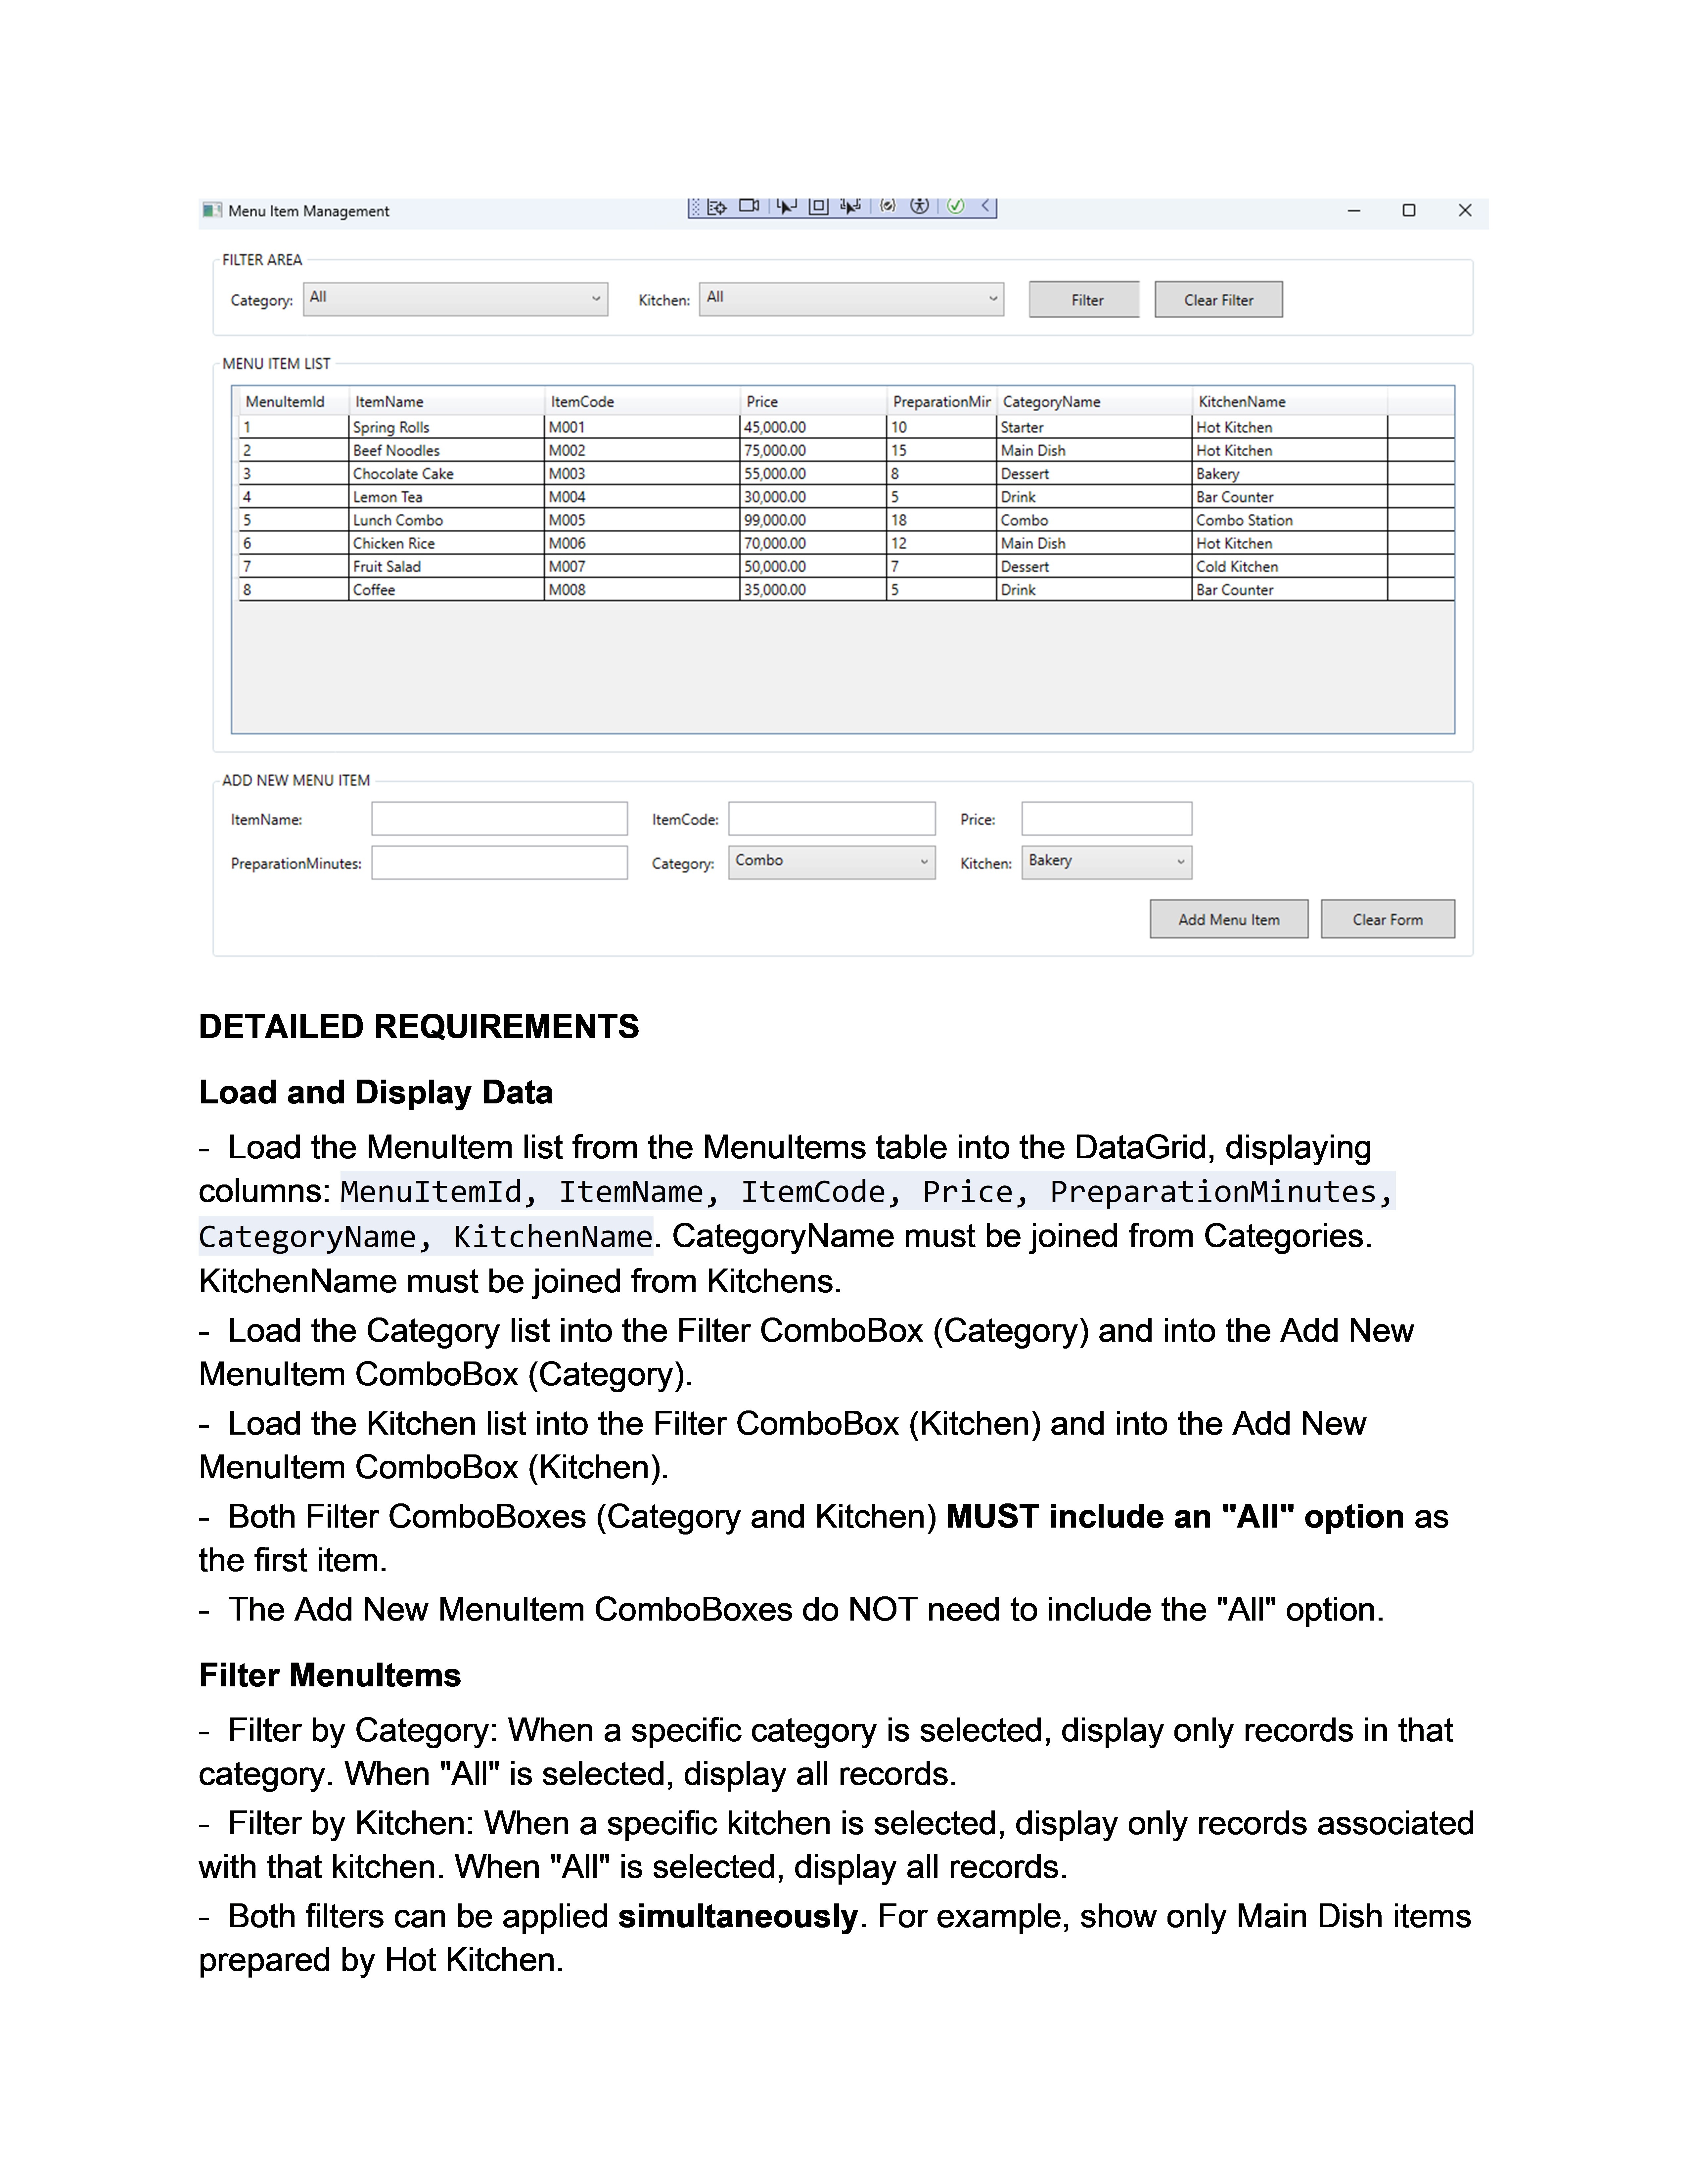 Menu Item Management
FILTER AREA
Category: All Kitchen: All Filter Clear Filter
MENU ITEM LIST
MenuItemId ItemName ItemCode Price PreparationMir CategoryName KitchenName
1 Spring Rolls M001 45,000.00 10 Starter Hot Kitchen
2 Beef Noodles M002 75,000.00 15 Main Dish Hot Kitchen
3 Chocolate Cake M003 55,000.00 8 Dessert Bakery
4 Lemon Tea M004 30,000.00 5 Drink Bar Counter
5 Lunch Combo M005 99,000.00 18 Combo Combo Station
6 Chicken Rice M006 70,000.00 12 Main Dish Hot Kitchen
7 Fruit Salad M007 50,000.00 7 Dessert Cold Kitchen
8 Coffee M008 35,000.00 5 Drink Bar Counter
ADD NEW MENU ITEM
ItemName: ItemCode: Price:
PreparationMinutes: Category: Combo Kitchen: Bakery
Add Menu Item Clear Form
DETAILED REQUIREMENTS
Load and Display Data
- Load the MenuItem list from the MenuItems table into the DataGrid, displaying
columns: MenuItemId, ItemName, ItemCode, Price, PreparationMinutes,
CategoryName, KitchenName. CategoryName must be joined from Categories.
KitchenName must be joined from Kitchens.
- Load the Category list into the Filter ComboBox (Category) and into the Add New
MenuItem ComboBox (Category).
- Load the Kitchen list into the Filter ComboBox (Kitchen) and into the Add New
MenuItem ComboBox (Kitchen).
- Both Filter ComboBoxes (Category and Kitchen) MUST include an "All" option as
the first item.
- The Add New MenuItem ComboBoxes do NOT need to include the "All" option.
Filter MenuItems
- Filter by Category: When a specific category is selected, display only records in that
category. When "All" is selected, display all records.
- Filter by Kitchen: When a specific kitchen is selected, display only records associated
with that kitchen. When "All" is selected, display all records.
- Both filters can be applied simultaneously. For example, show only Main Dish items
prepared by Hot Kitchen.